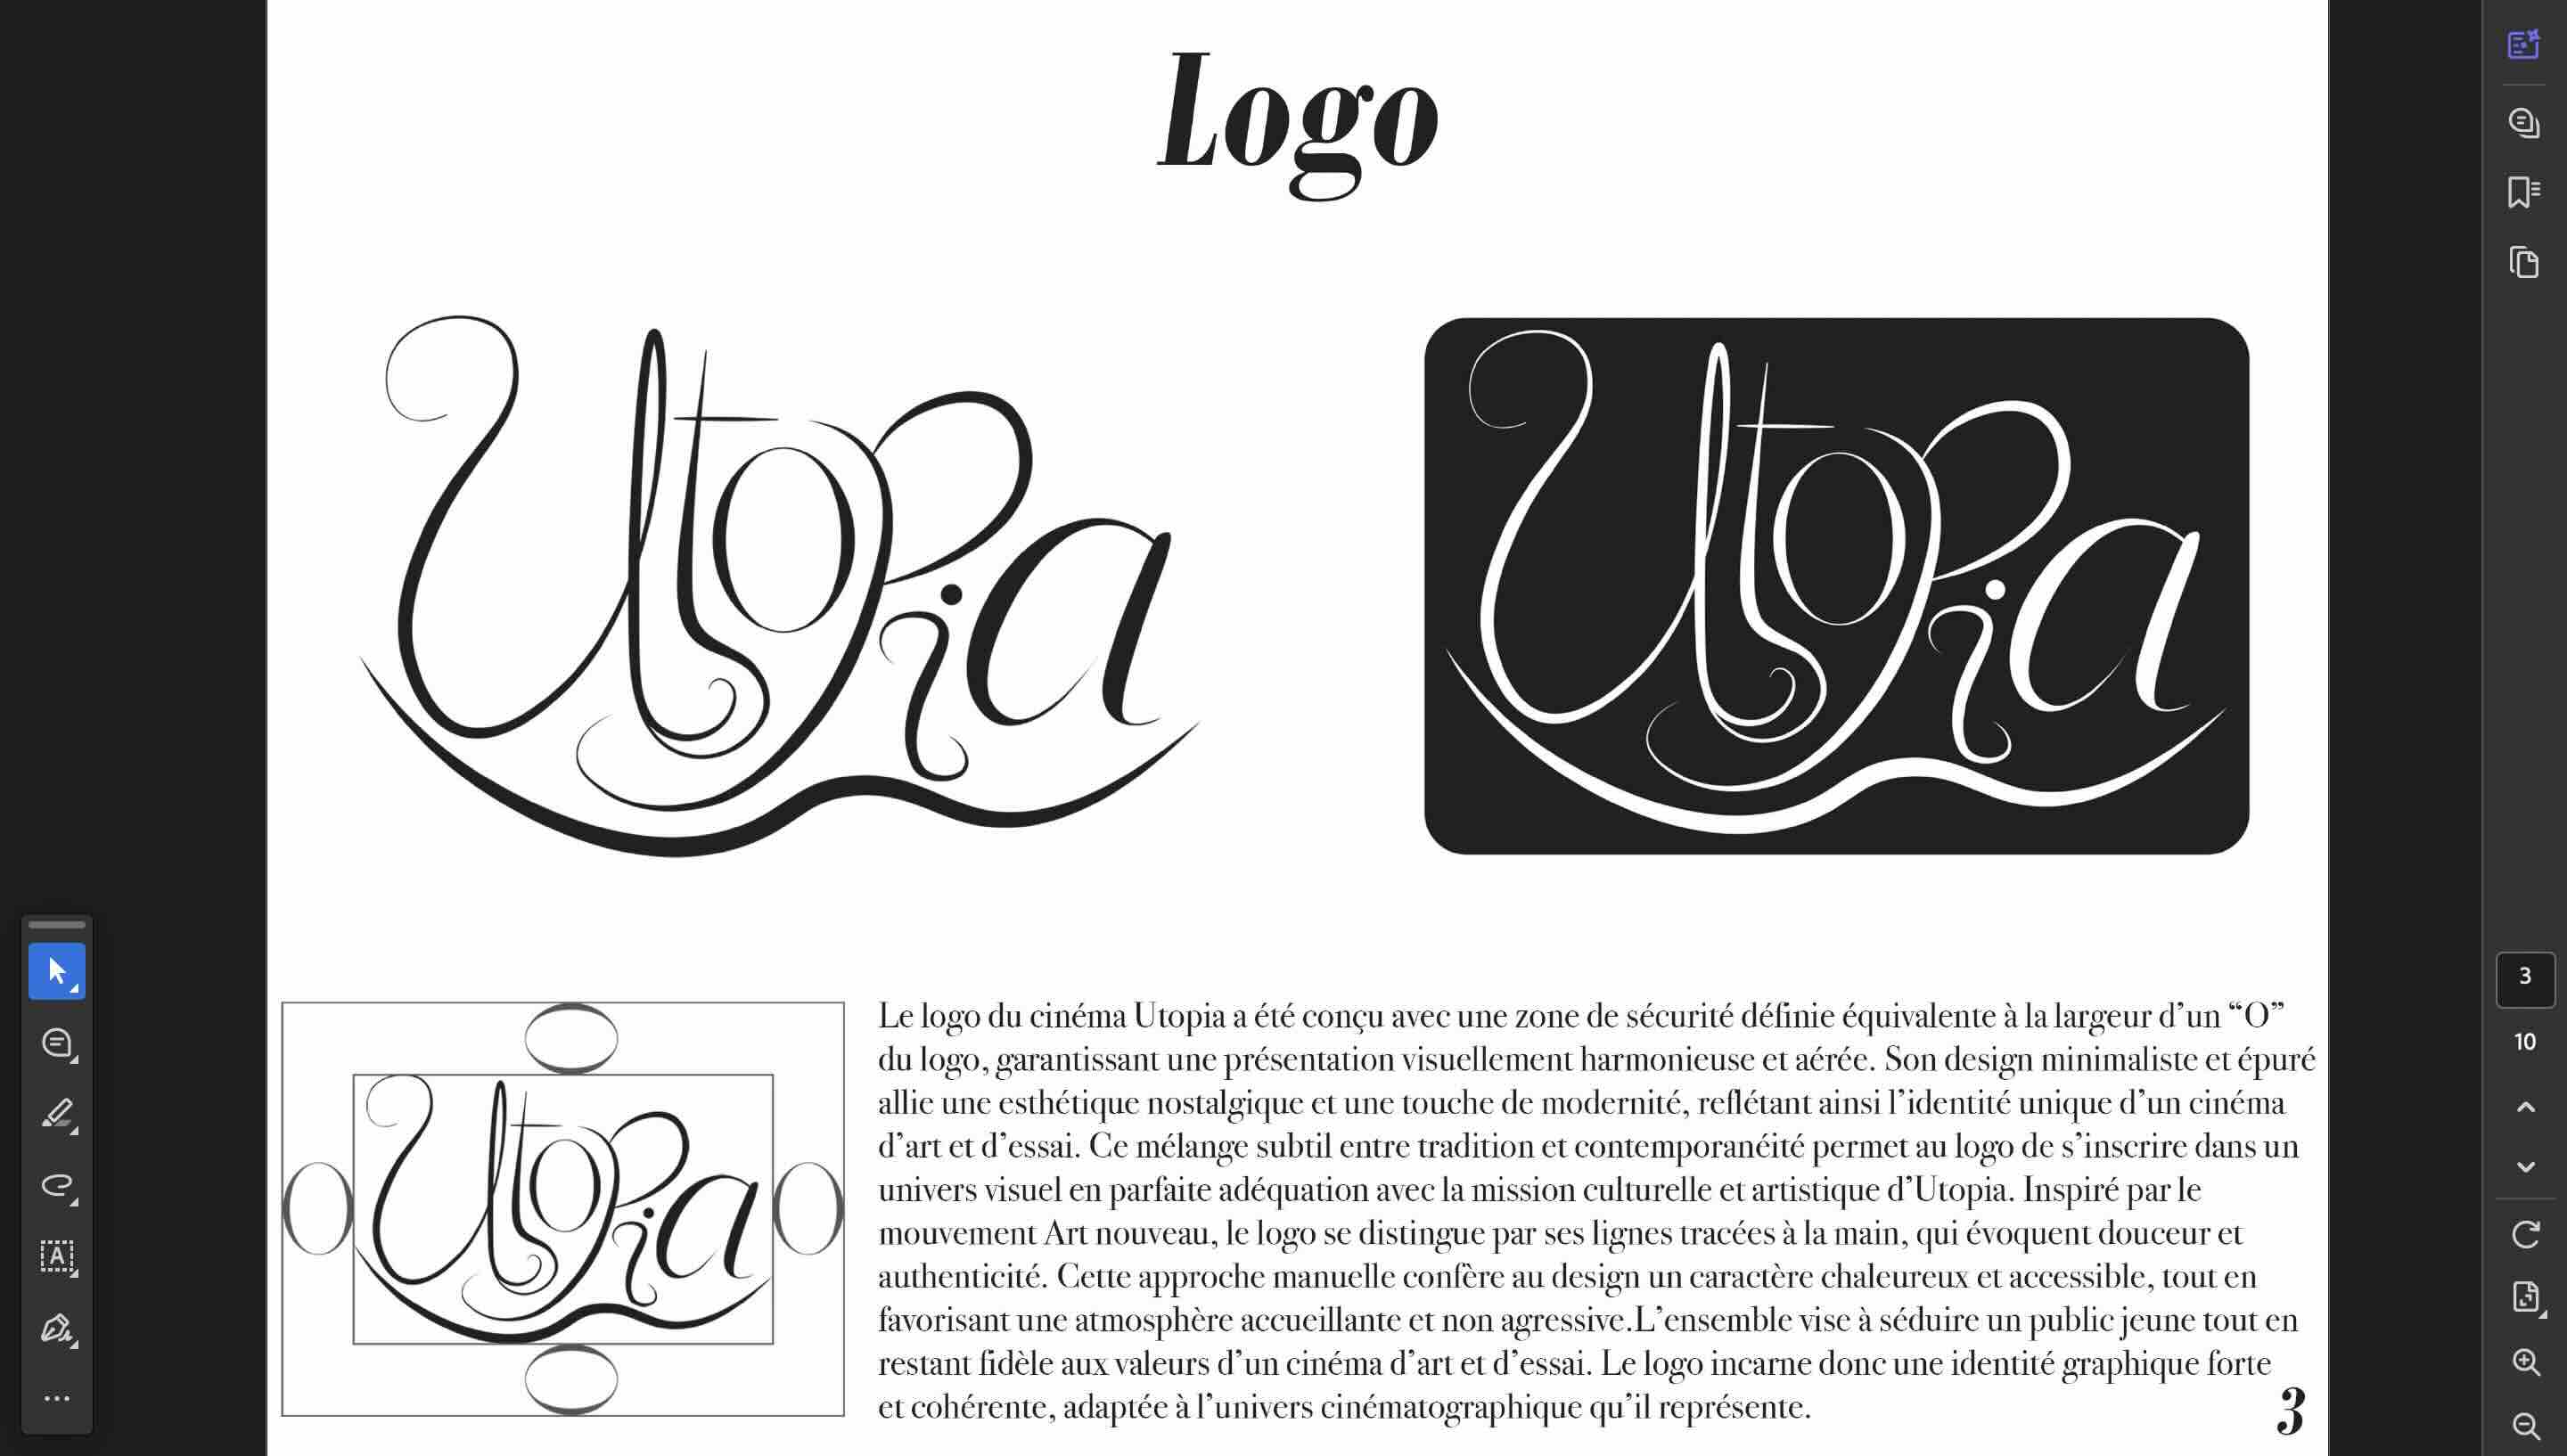 Logo
Utopia
Utopia
Utopia
Le logo du cinéma Utopia a été conçu avec une zone de sécurité définie équivalente à la largeur d’un “O”
du logo, garantissant une présentation visuellement harmonieuse et aérée. Son design minimaliste et épuré
allie une esthétique nostalgique et une touche de modernité, reflétant ainsi l’identité unique d’un cinéma
d’art et d’essai. Ce mélange subtil entre tradition et contemporanéité permet au logo de s’inscrire dans un
univers visuel en parfaite adéquation avec la mission culturelle et artistique d’Utopia. Inspiré par le
mouvement Art nouveau, le logo se distingue par ses lignes tracées à la main, qui évoquent douceur et
authenticité. Cette approche manuelle confère au design un caractère chaleureux et accessible, tout en
favorisant une atmosphère accueillante et non agressive.L’ensemble vise à séduire un public jeune tout en
restant fidèle aux valeurs d’un cinéma d’art et d’essai. Le logo incarne donc une identité graphique forte
et cohérente, adaptée à l’univers cinématographique qu’il représente.
3
3
10